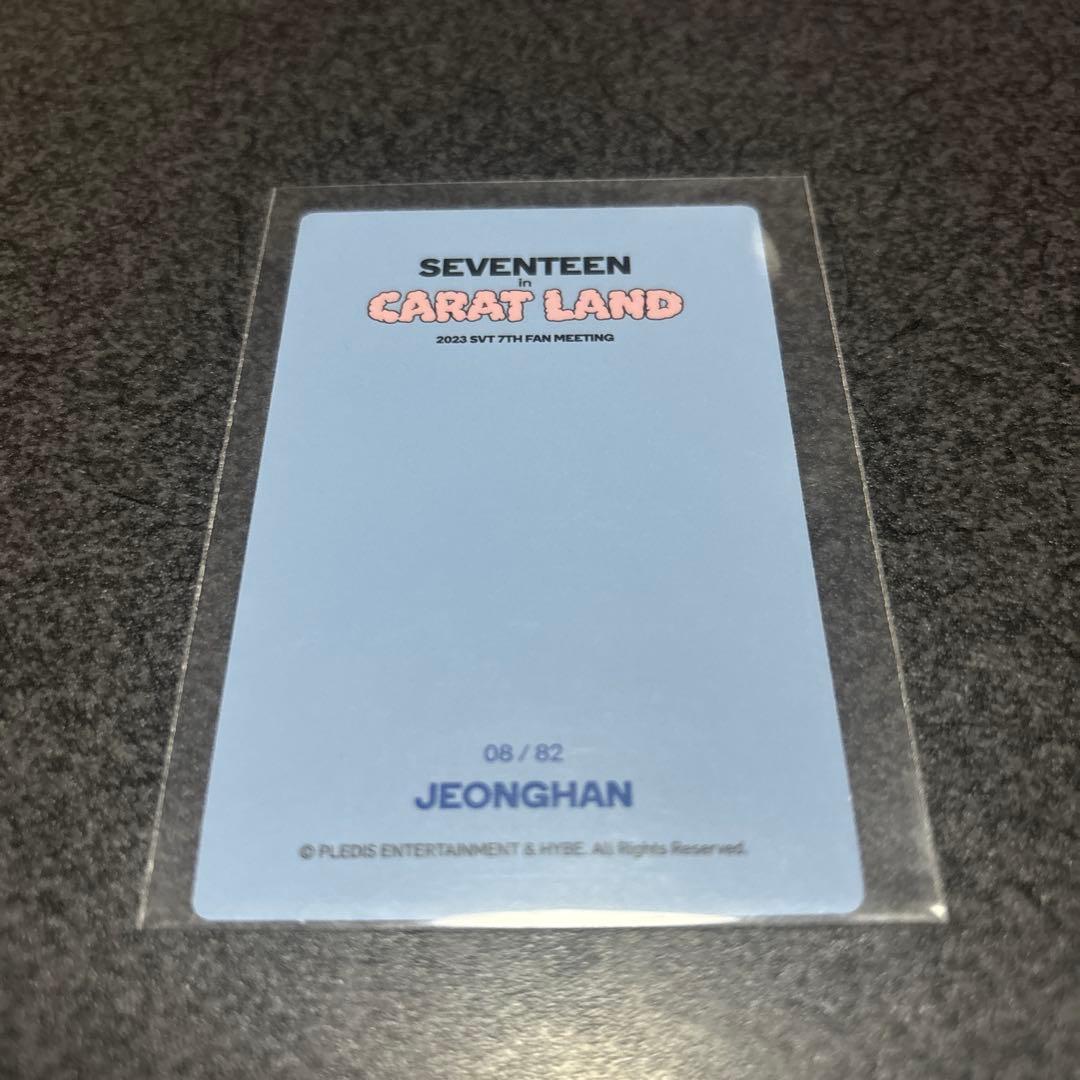 SEVENTEEN
in
CARAT LAND
2023 SVT 7TH FAN MEETING
08 / 82
JEONGHAN
© PLEDIS ENTERTAINMENT & HYBE. All Rights Reserved.